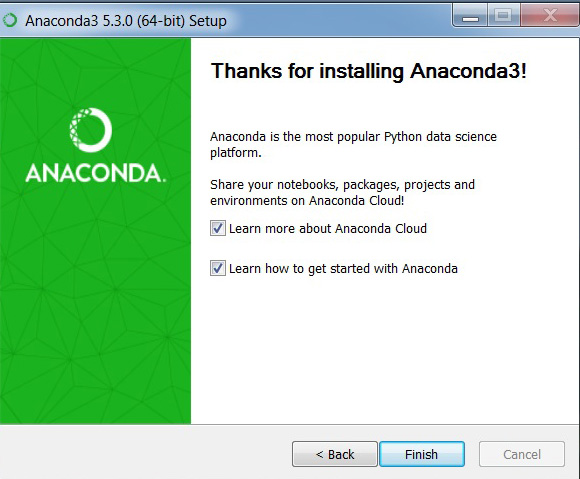 Anaconda3 5.3.0 (64-bit) Setup
Thanks for installing Anaconda3!
ANACONDA.
Anaconda is the most popular Python data science
platform.
Share your notebooks, packages, projects and
environments on Anaconda Cloud!
Learn more about Anaconda Cloud
Learn how to get started with Anaconda
< Back Finish Cancel